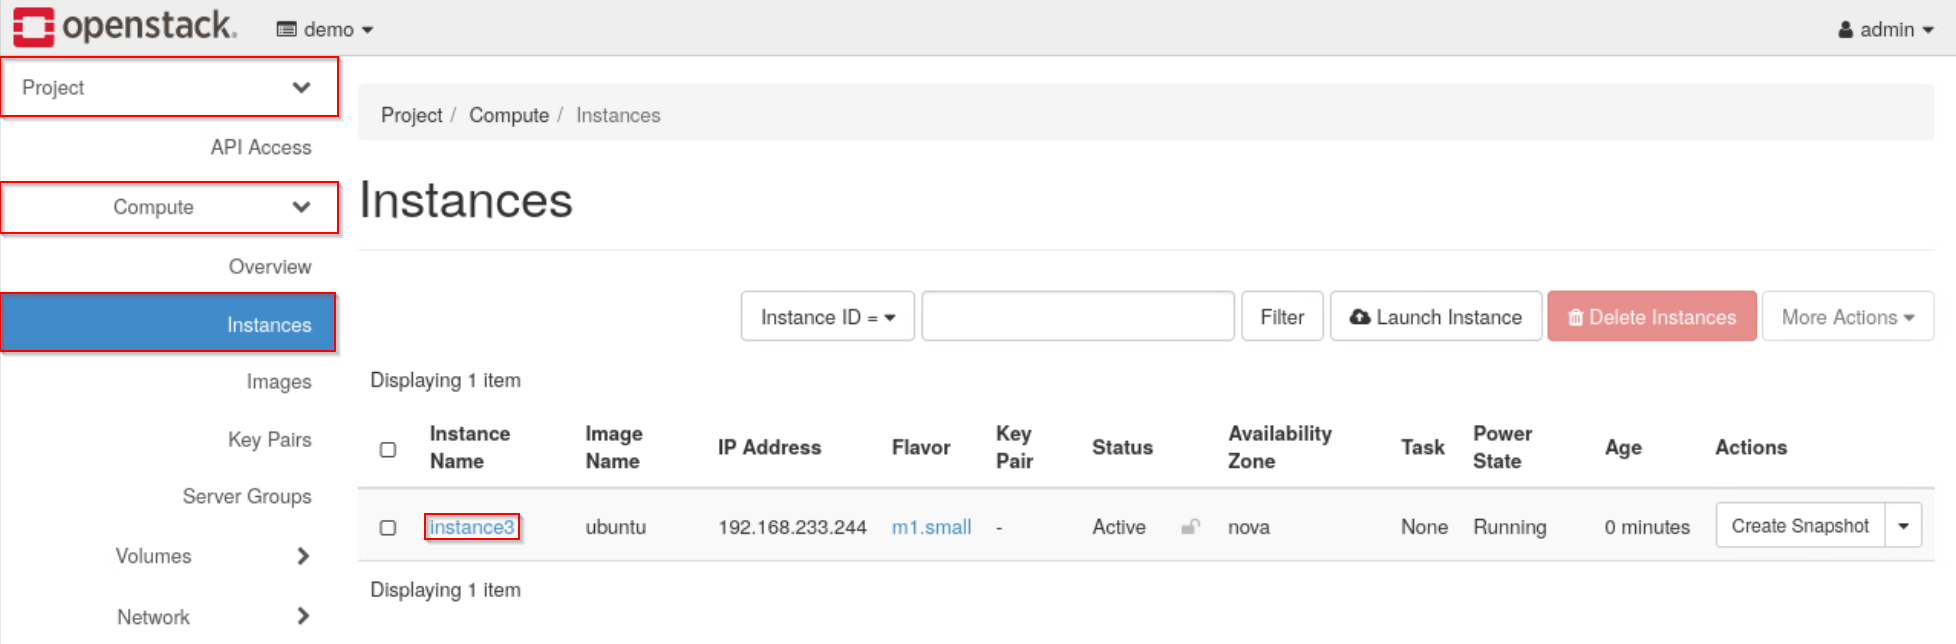 openstack. demo admin
Project
API Access
Compute
Overview
Instances
Images
Key Pairs
Server Groups
Volumes
Network
Project / Compute / Instances
Instances
Instance ID = Filter Launch Instance Delete Instances More Actions
Displaying 1 item
Instance Name Image Name IP Address Flavor Key Pair Status Availability Zone Task Power State Age Actions
instance3 ubuntu 192.168.233.244 m1.small - Active nova None Running 0 minutes Create Snapshot
Displaying 1 item